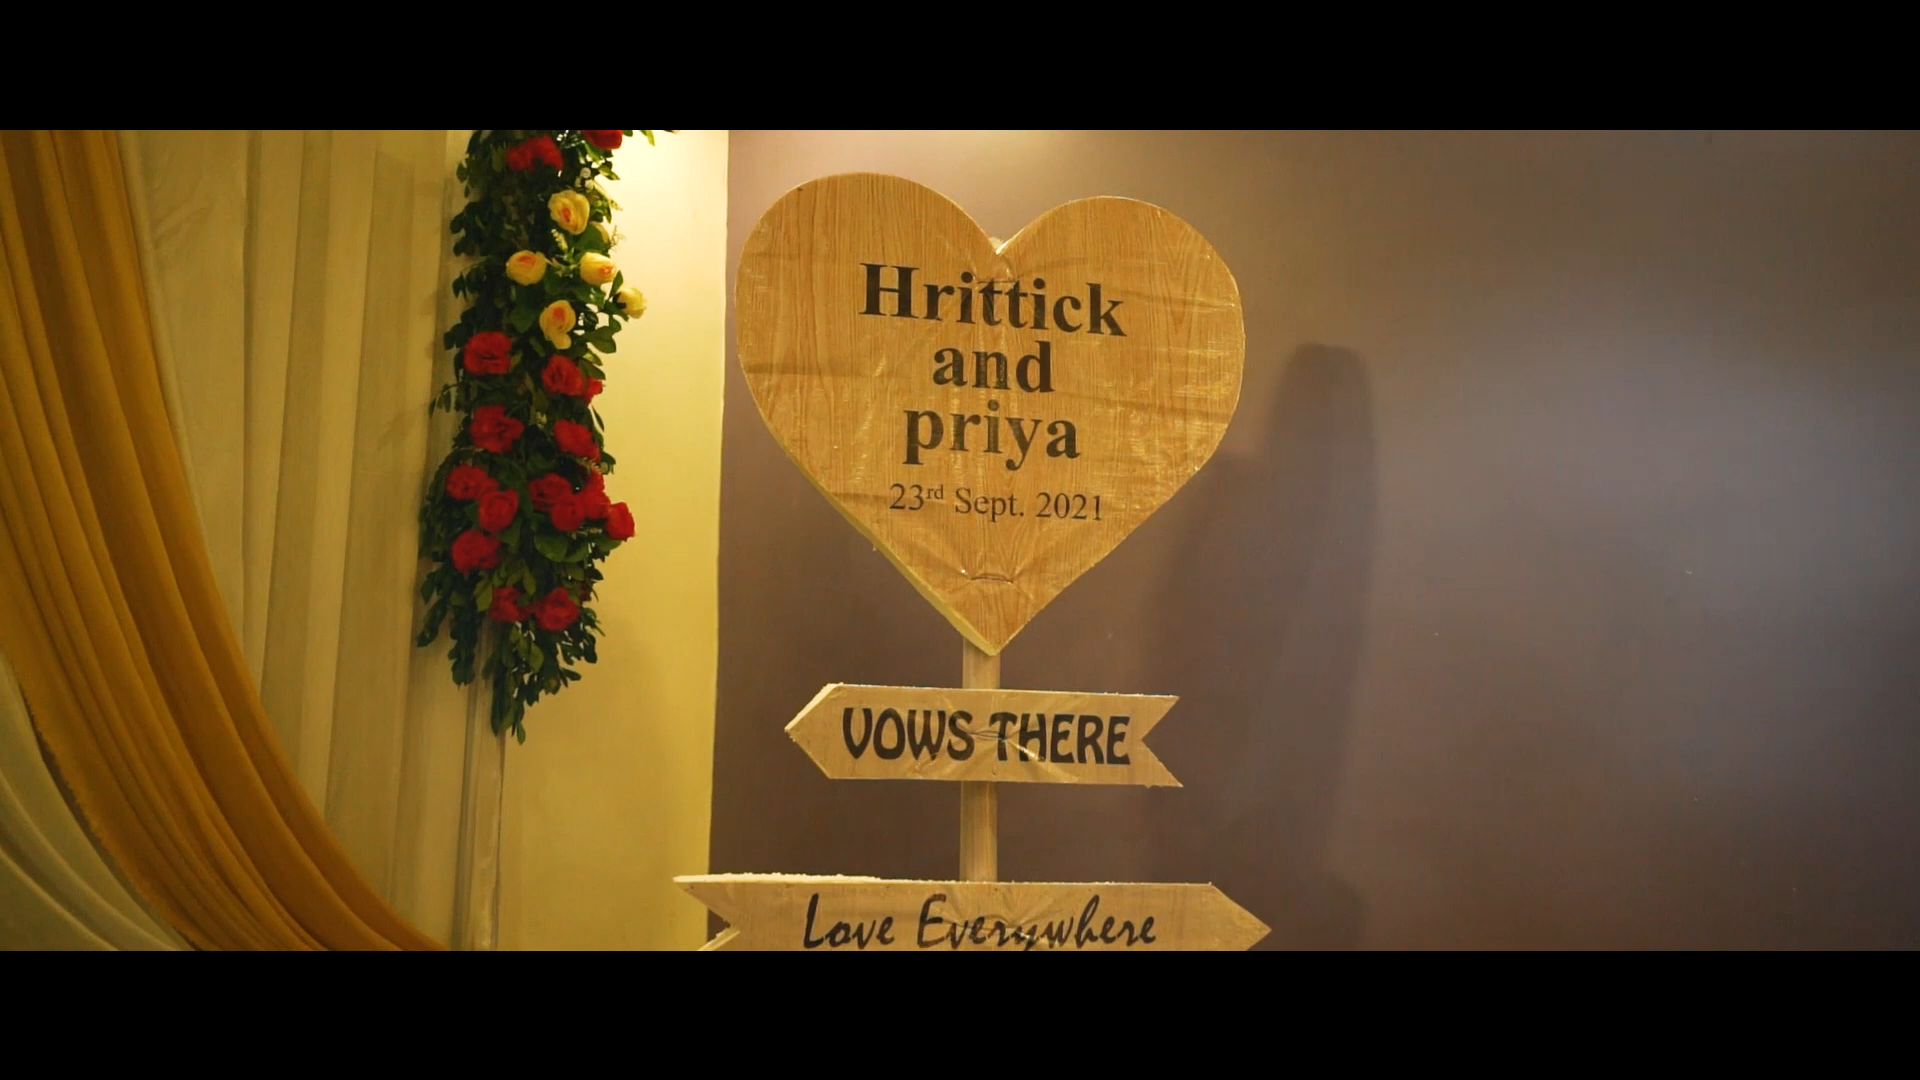 Hrittick
and
priya
23rd Sept. 2021
VOWS THERE
Love Everywhere